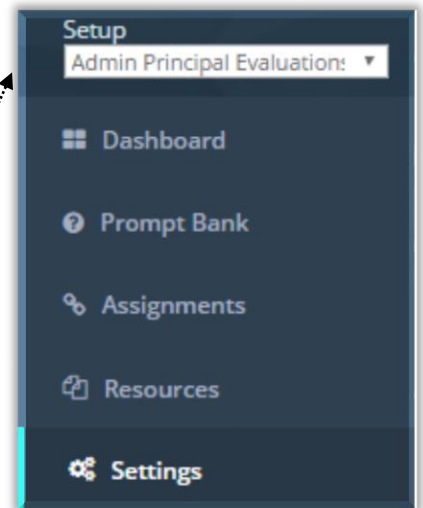 Setup
Admin Principal Evaluations
Dashboard
Prompt Bank
Assignments
Resources
Settings